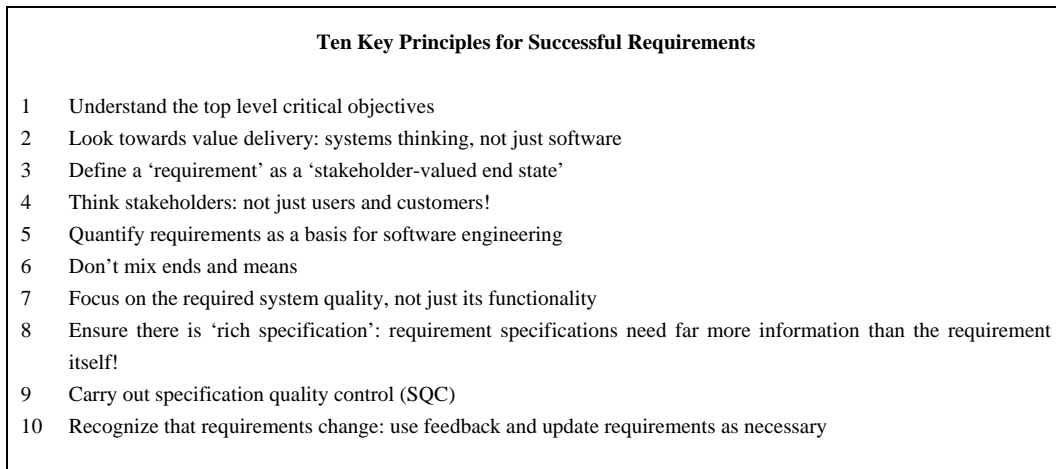 Ten Key Principles for Successful Requirements
1 Understand the top level critical objectives
2 Look towards value delivery: systems thinking, not just software
3 Define a ‘requirement’ as a ‘stakeholder-valued end state’
4 Think stakeholders: not just users and customers!
5 Quantify requirements as a basis for software engineering
6 Don’t mix ends and means
7 Focus on the required system quality, not just its functionality
8 Ensure there is ‘rich specification’: requirement specifications need far more information than the requirement
itself!
9 Carry out specification quality control (SQC)
10 Recognize that requirements change: use feedback and update requirements as necessary